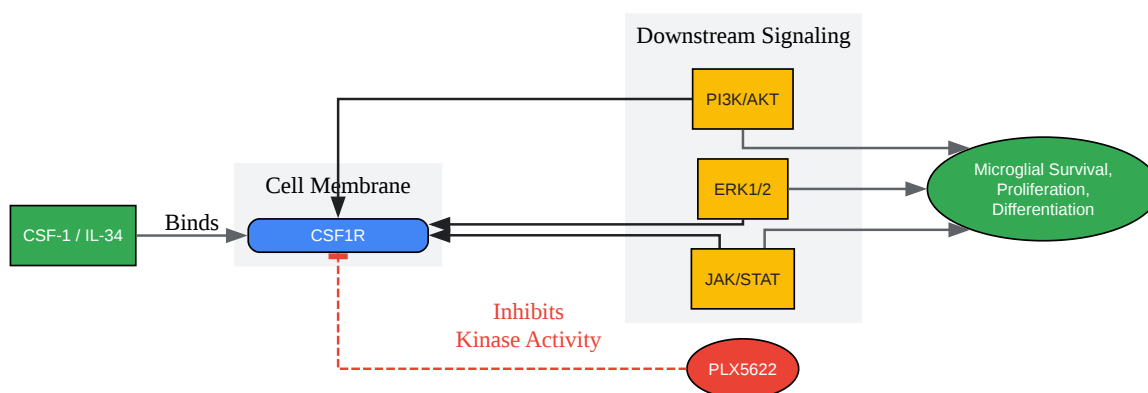 Downstream Signaling
PI3K/AKT
Cell Membrane
ERK1/2
Microglial Survival,
Proliferation,
Differentiation
CSF-1 / IL-34
Binds
CSF1R
JAK/STAT
Inhibits
Kinase Activity
PLX5622